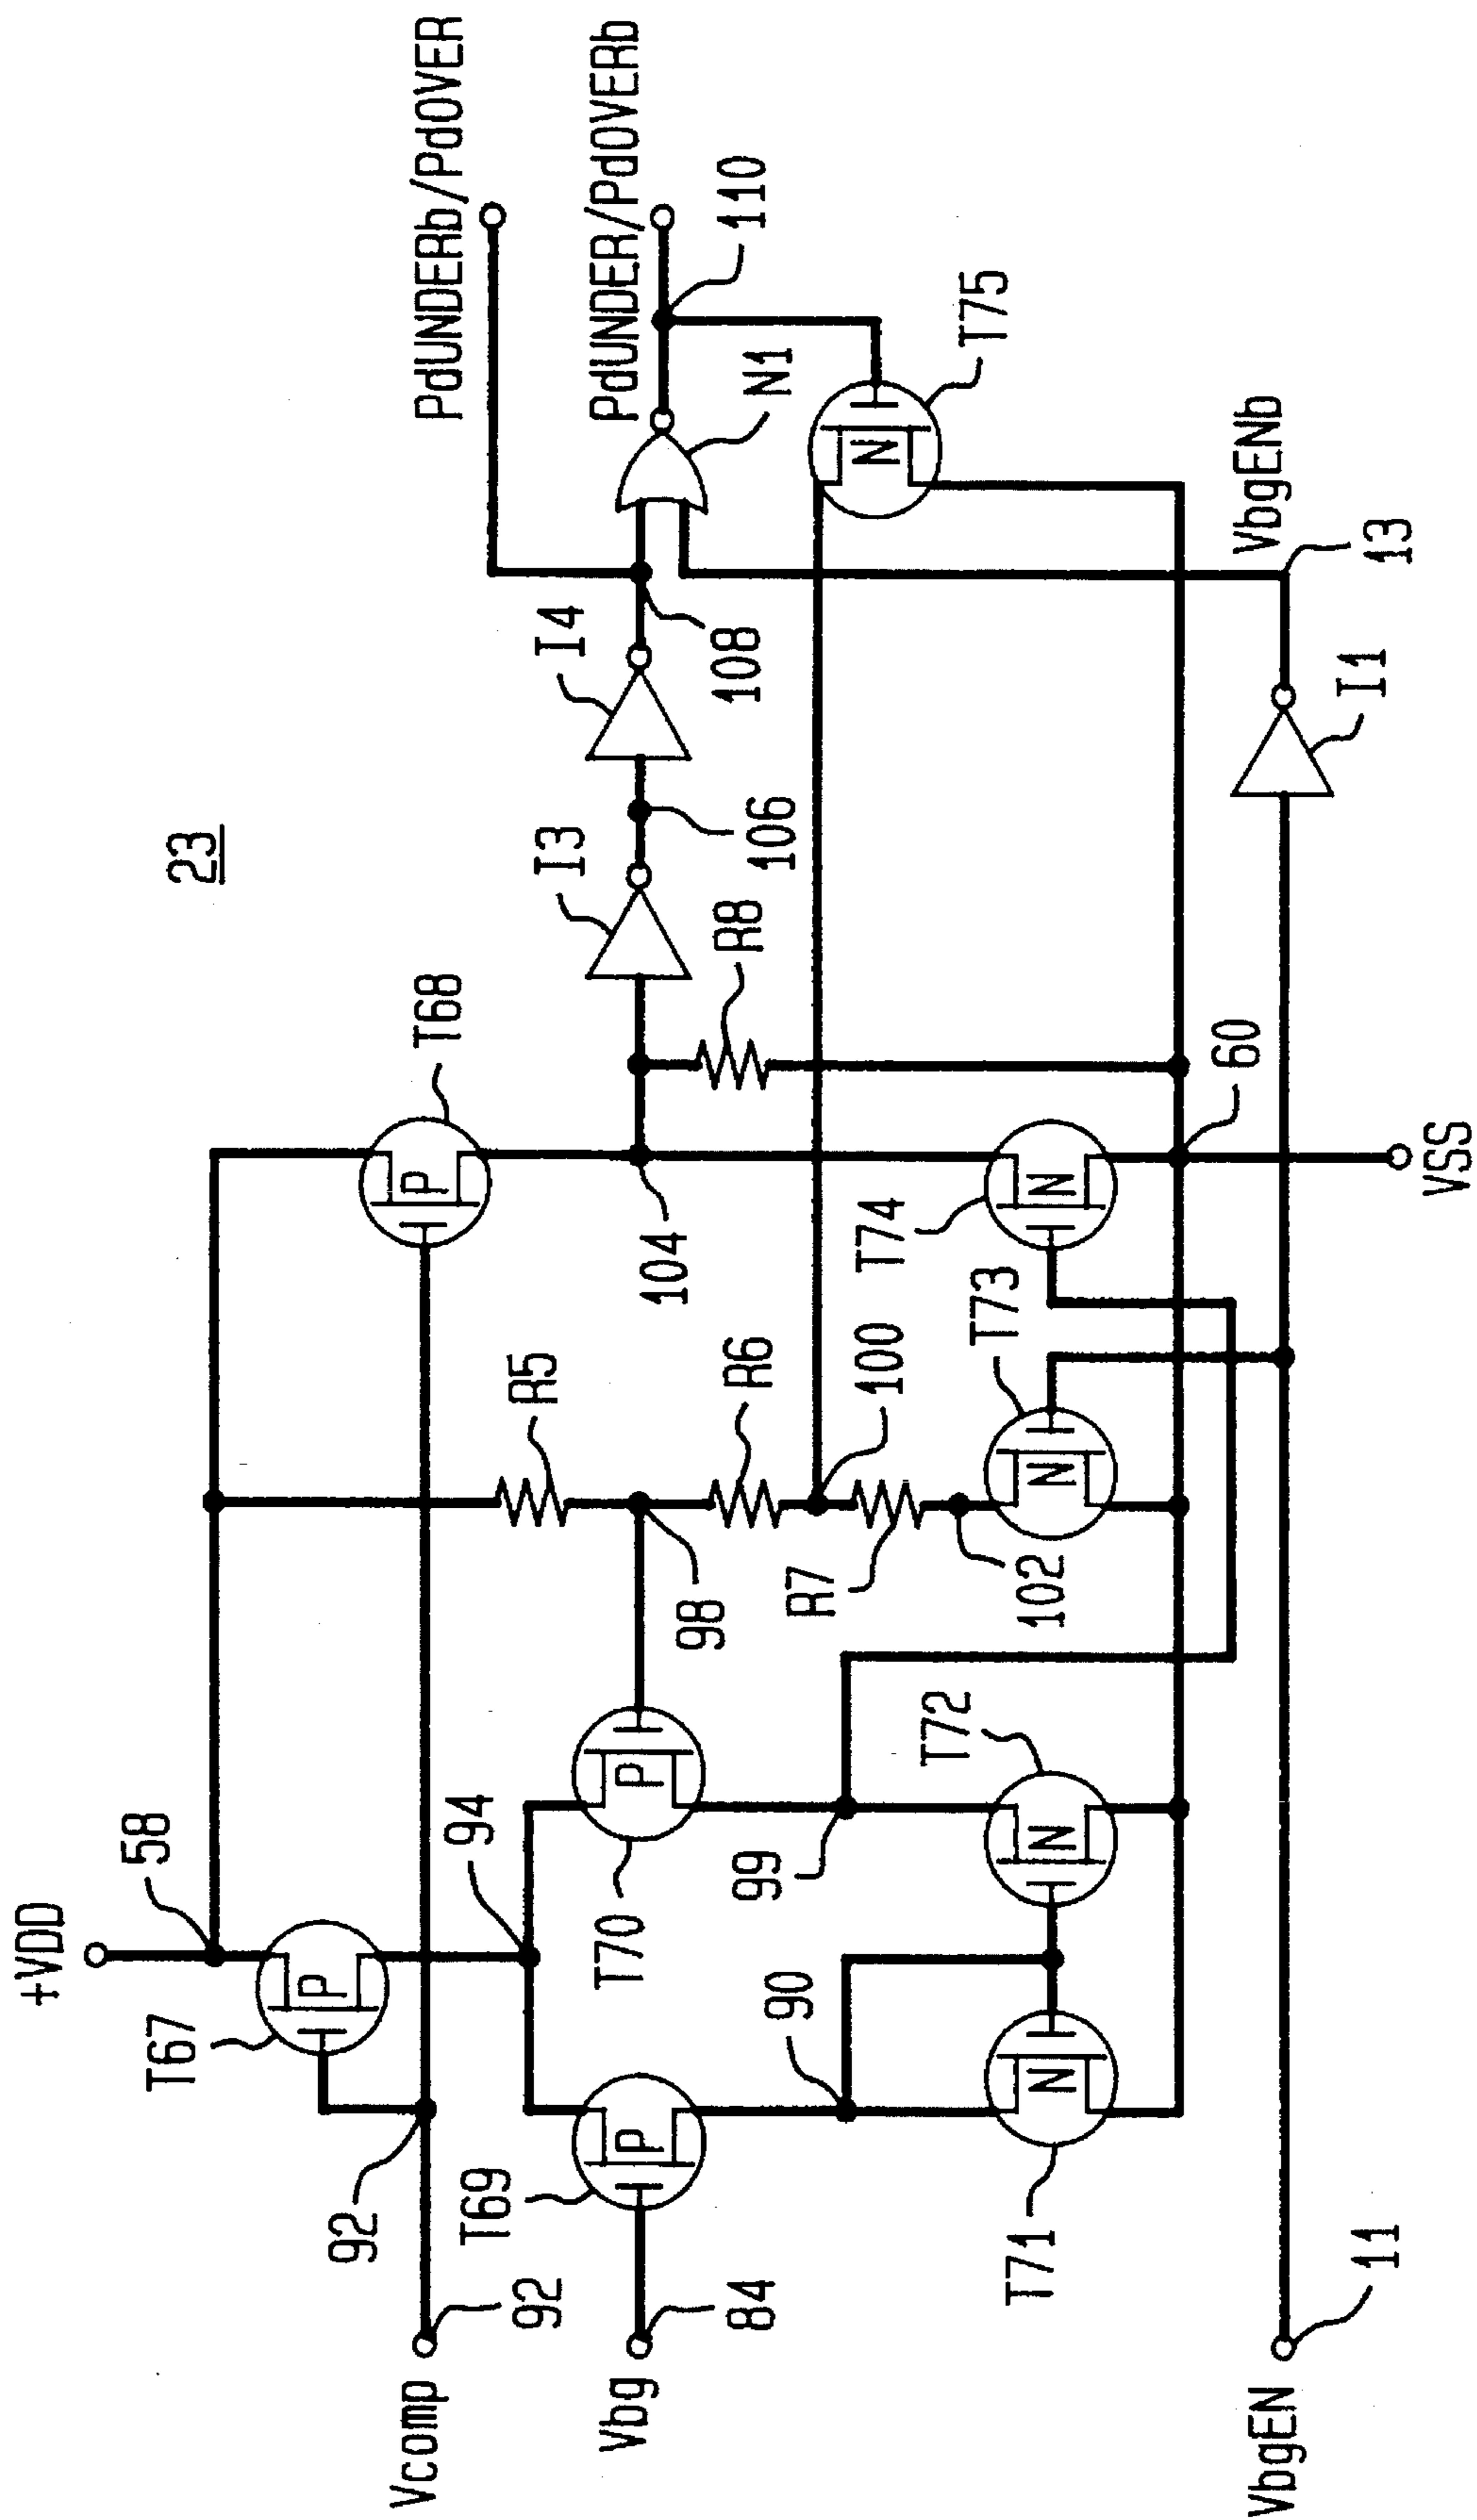 23
+VDD
58
T67
92
Vcomp
92
94
T69
Vbg
84
T70
90
99
98
R5
R6
100
R7
102
T68
104
R8
I3
106
I4
108
N1
PdUNDERb/PdOVER
PdUNDER/PdOVERb
110
T75
T71
T72
T73
T74
60
VSS
VbgEN
11
I1
VbgENb
13
P
P
P
P
N
N
N
N
N